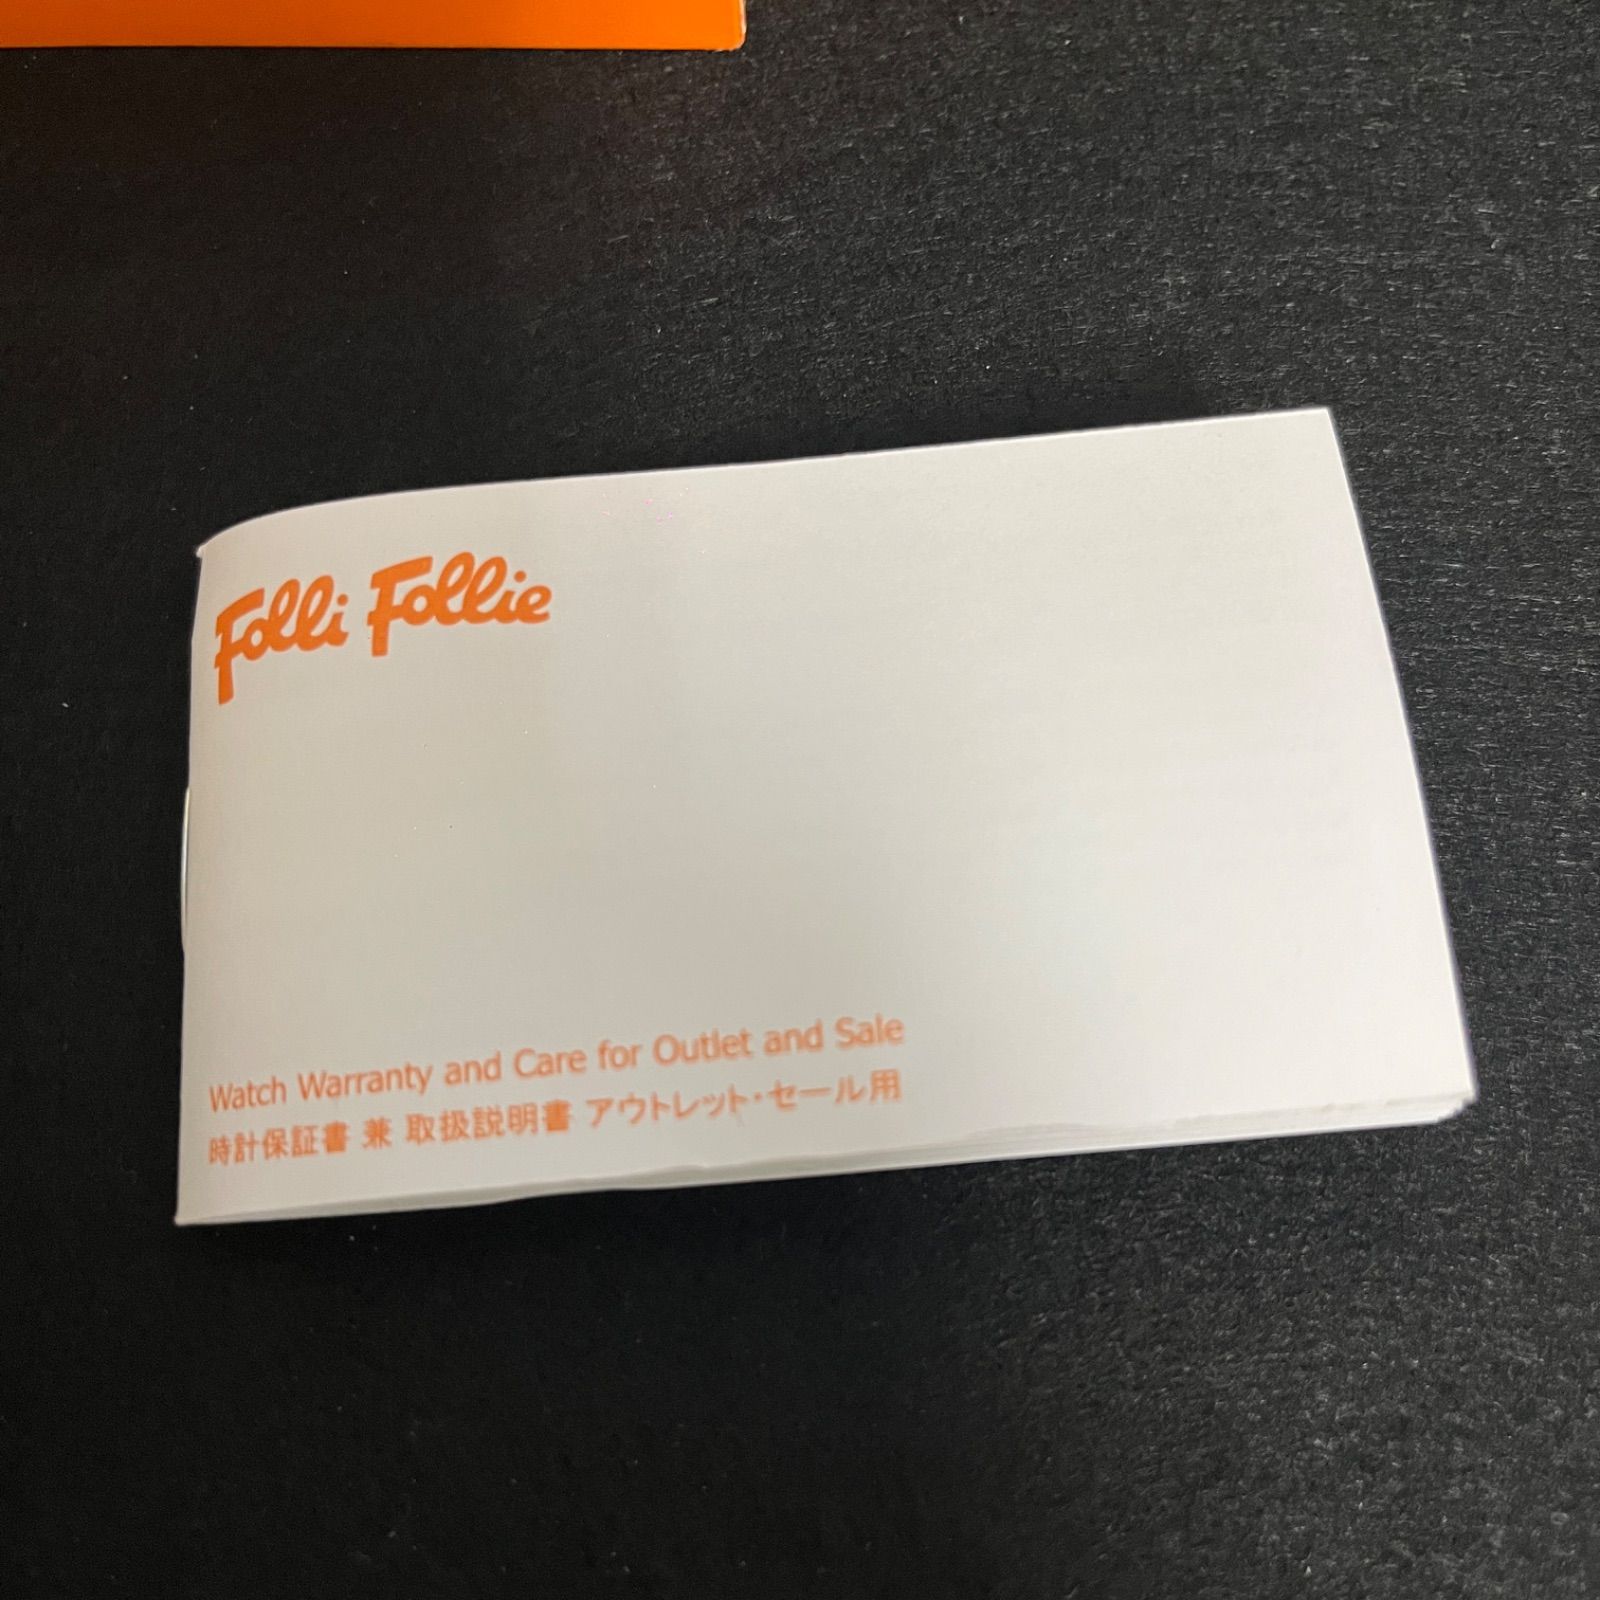 Folli Follie
Watch Warranty and Care for Outlet and Sale
時計保証書 兼 取扱説明書 アウトレット・セール用